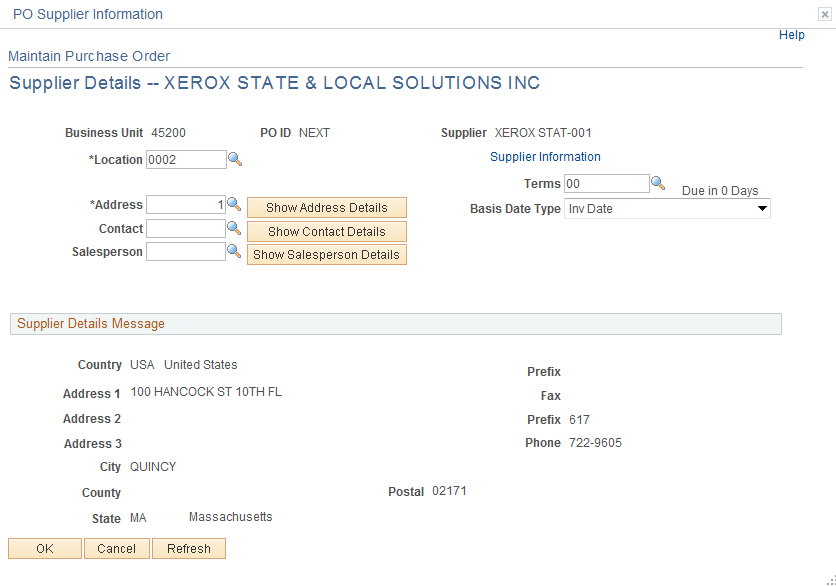 PO Supplier Information
Help
Maintain Purchase Order
Supplier Details -- XEROX STATE & LOCAL SOLUTIONS INC
Business Unit 45200 PO ID NEXT Supplier XEROX STAT-001
*Location 0002 Supplier Information
Terms 00 Due in 0 Days
*Address 1 Show Address Details Basis Date Type Inv Date
Contact Show Contact Details
Salesperson Show Salesperson Details
Supplier Details Message
Country USA United States Prefix
Address 1 100 HANCOCK ST 10TH FL Fax
Address 2 Prefix 617
Address 3 Phone 722-9605
City QUINCY
County Postal 02171
State MA Massachusetts
OK Cancel Refresh